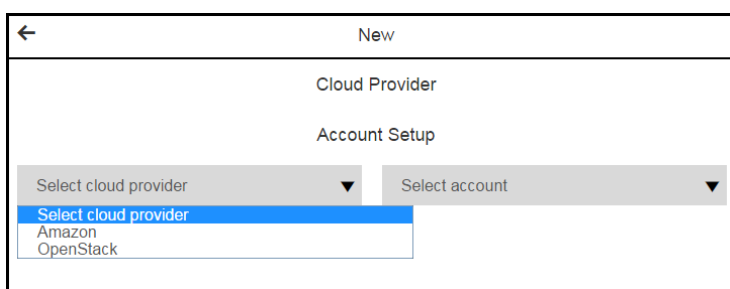 New
Cloud Provider
Account Setup
Select cloud provider
Select account
Select cloud provider
Amazon
OpenStack